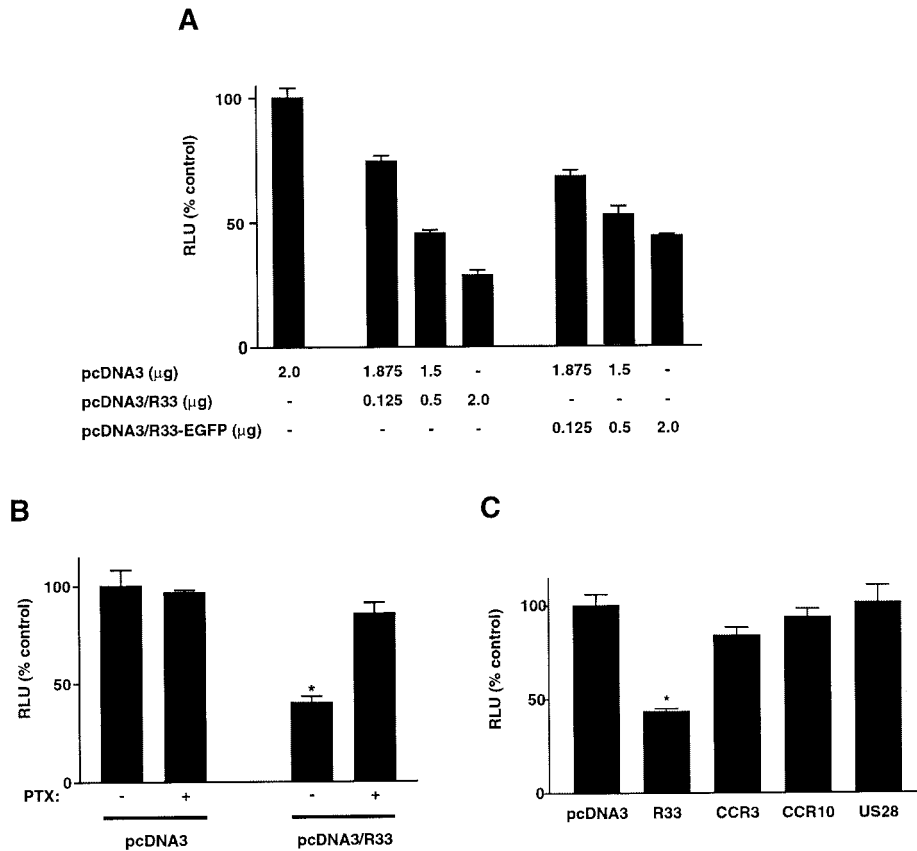 A
RLU (% control)
100
50
0
pcDNA3 (μg) 2.0 1.875 1.5 - 1.875 1.5 -
pcDNA3/R33 (μg) - 0.125 0.5 2.0 - - -
pcDNA3/R33-EGFP (μg) - - - - 0.125 0.5 2.0
B
RLU (% control)
100
50
0
*
PTX: - + - +
pcDNA3 pcDNA3/R33
C
RLU (% control)
100
50
0
*
pcDNA3 R33 CCR3 CCR10 US28